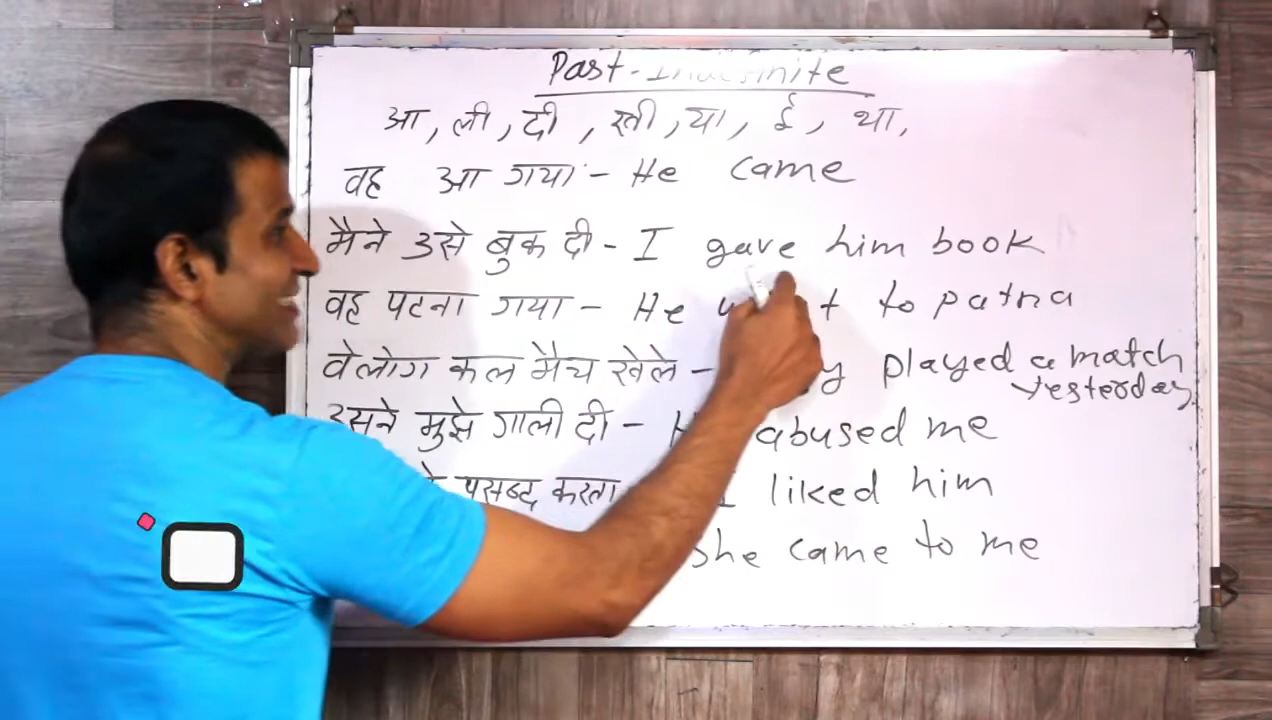 Past-Indefinite
आ, ली, दी, रती, या, ई, था,
वह आ गया - He came
मैने उसे बुक दी - I gave him book
वह पटना गया - He to patna
वे लोग कल मैच खेले - played a match
yesterday
उसने मुझे गाली दी - abused me
पसन्द करता I liked him
She came to me